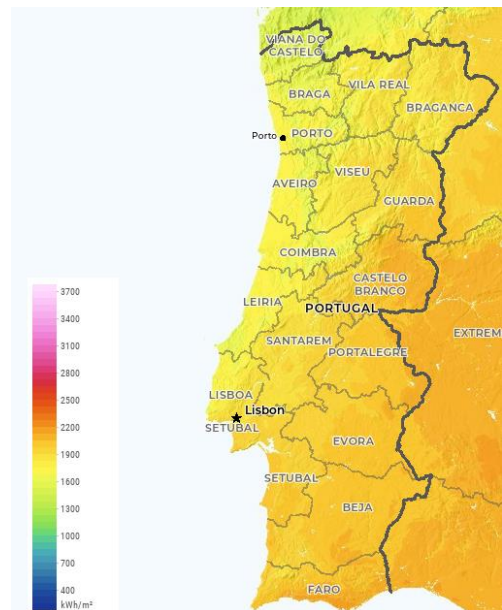 VIANA DO
CASTELO
BRAGA
VILA REAL
BRAGANCA
Porto
PORTO
AVEIRO
VISEU
GUARDA
COIMBRA
CASTELO
BRANCO
LEIRIA
PORTUGAL
SANTAREM
EXTREM
PORTALEGRE
LISBOA
Lisbon
SETUBAL
EVORA
SETUBAL
BEJA
FARO
3700
3400
3100
2800
2500
2200
1900
1600
1300
1000
700
400
kWh/m²